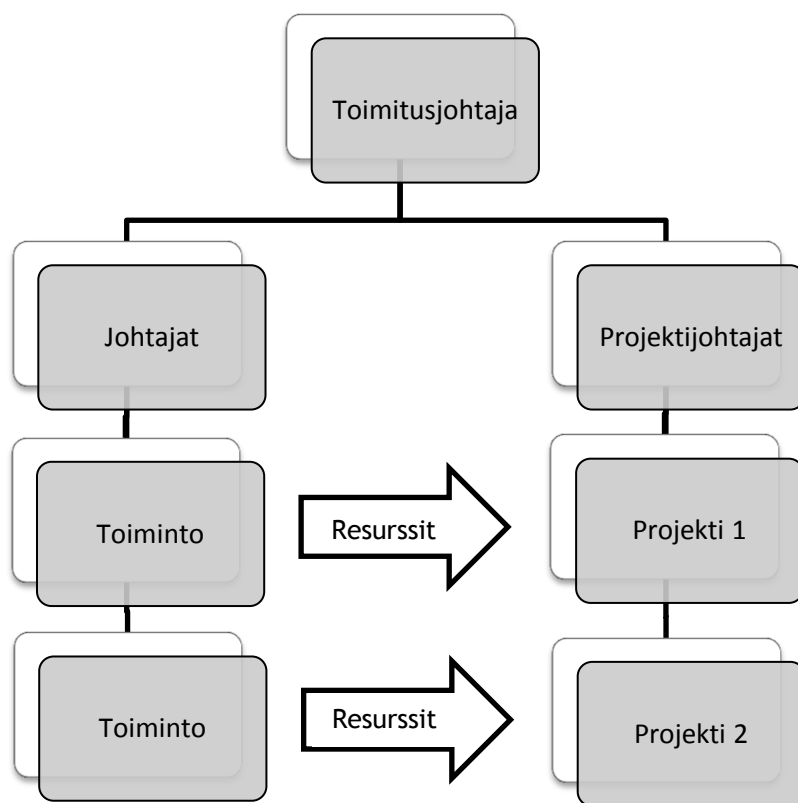 Toimitusjohtaja
Johtajat
Projektijohtajat
Toiminto
Resurssit
Projekti 1
Toiminto
Resurssit
Projekti 2